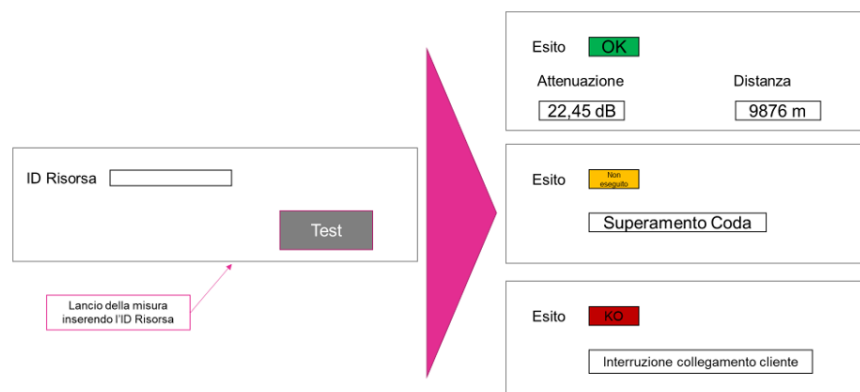 ID Risorsa
Test
Lancio della misura
inserendo l'ID Risorsa
Esito OK
Attenuazione Distanza
22,45 dB 9876 m
Esito Non
eseguito
Superamento Coda
Esito KO
Interruzione collegamento cliente